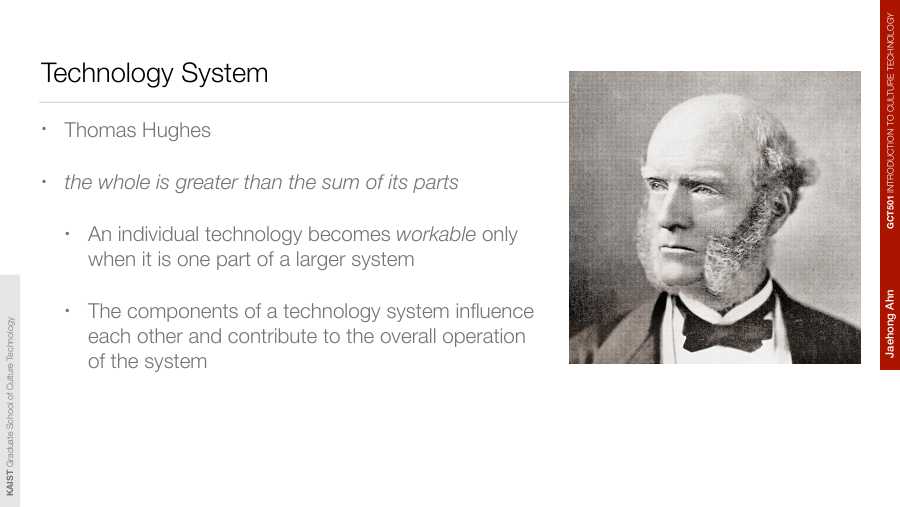 Technology System
• Thomas Hughes
• the whole is greater than the sum of its parts
• An individual technology becomes workable only
when it is one part of a larger system
• The components of a technology system influence
each other and contribute to the overall operation
of the system
GCT501 INTRODUCTION TO CULTURE TECHNOLOGY
Jaehong Ahn
KAIST Graduate School of Culture Technology